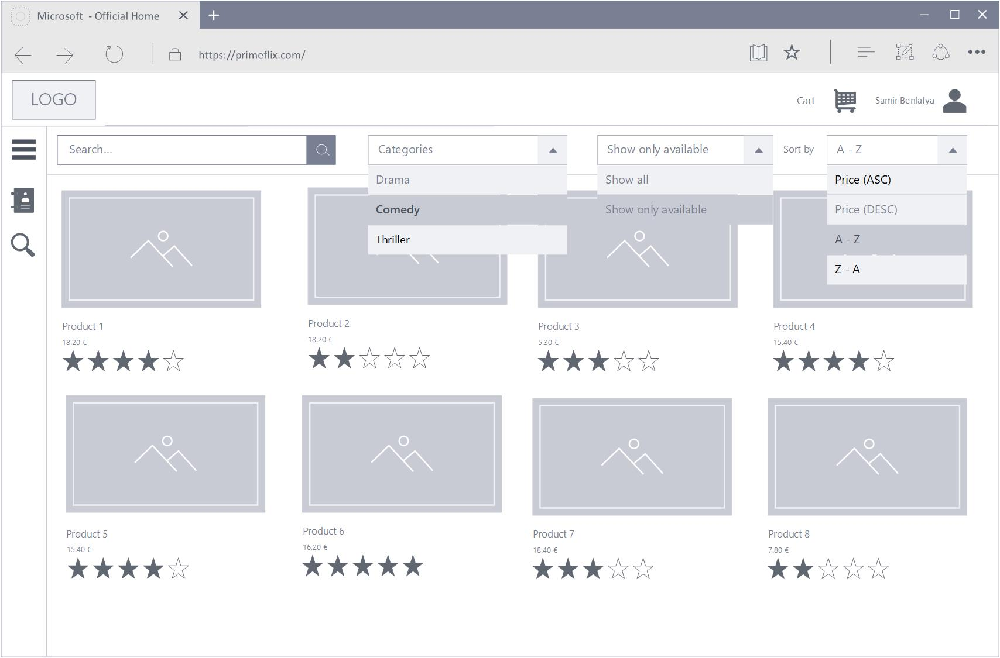 Microsoft - Official Home
https://primeflix.com/
LOGO
Cart
Samir Benlafya
Search...
Categories
Show only available
Sort by
A - Z
Drama
Comedy
Thriller
Show all
Show only available
Price (ASC)
Price (DESC)
A - Z
Z - A
Product 1
18.20 €
Product 2
18.20 €
Product 3
5.30 €
Product 4
15.40 €
Product 5
15.40 €
Product 6
16.20 €
Product 7
18.40 €
Product 8
7.80 €